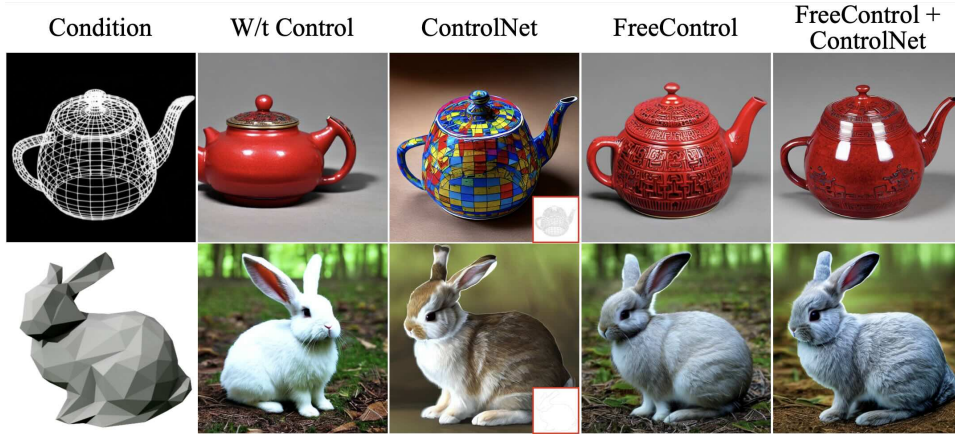 Condition
W/t Control
ControlNet
FreeControl
FreeControl +
ControlNet